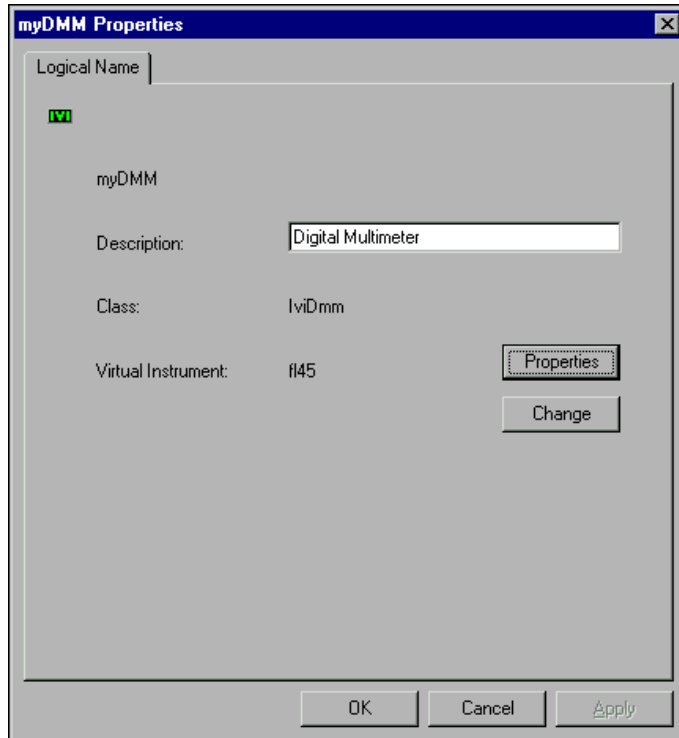 myDMM Properties
Logical Name
IVI
myDMM
Description: Digital Multimeter
Class: IviDmm
Virtual Instrument: fl45 Properties
Change
OK Cancel Apply